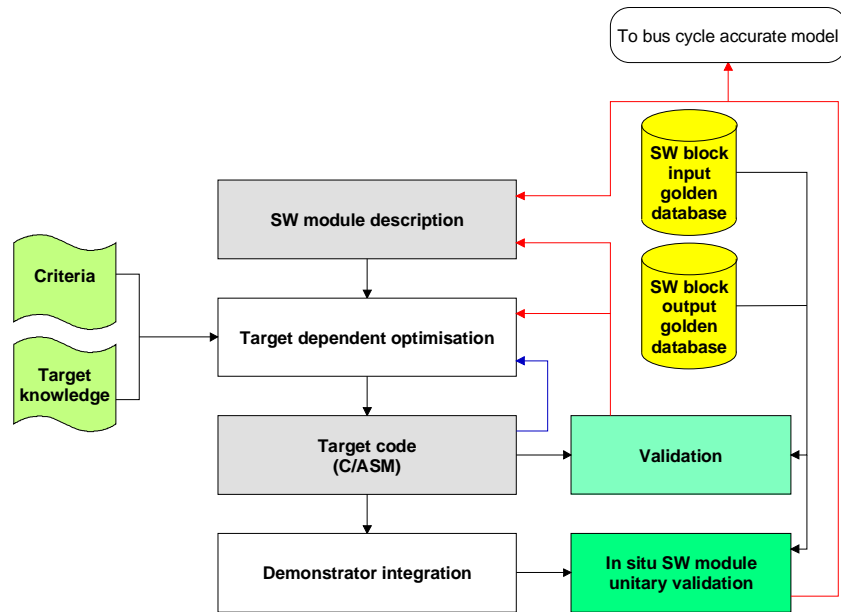 To bus cycle accurate model
SW block
input
golden
database
SW module description
Criteria
SW block
output
golden
database
Target dependent optimisation
Target
knowledge
Target code
(C/ASM)
Validation
Demonstrator integration
In situ SW module
unitary validation